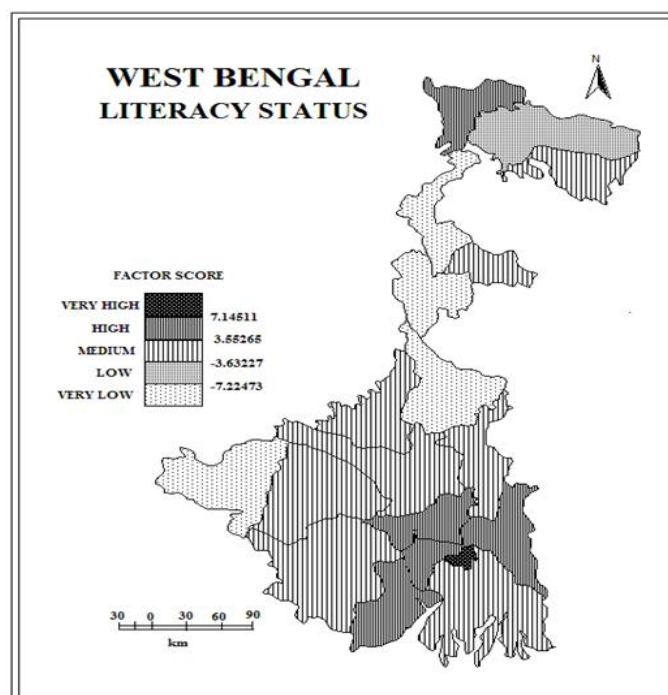 WEST BENGAL
LITERACY STATUS
N
FACTOR SCORE
VERY HIGH
7.14511
HIGH
3.55265
MEDIUM
-3.63227
LOW
-7.22473
VERY LOW
30 0 30 60 90
km